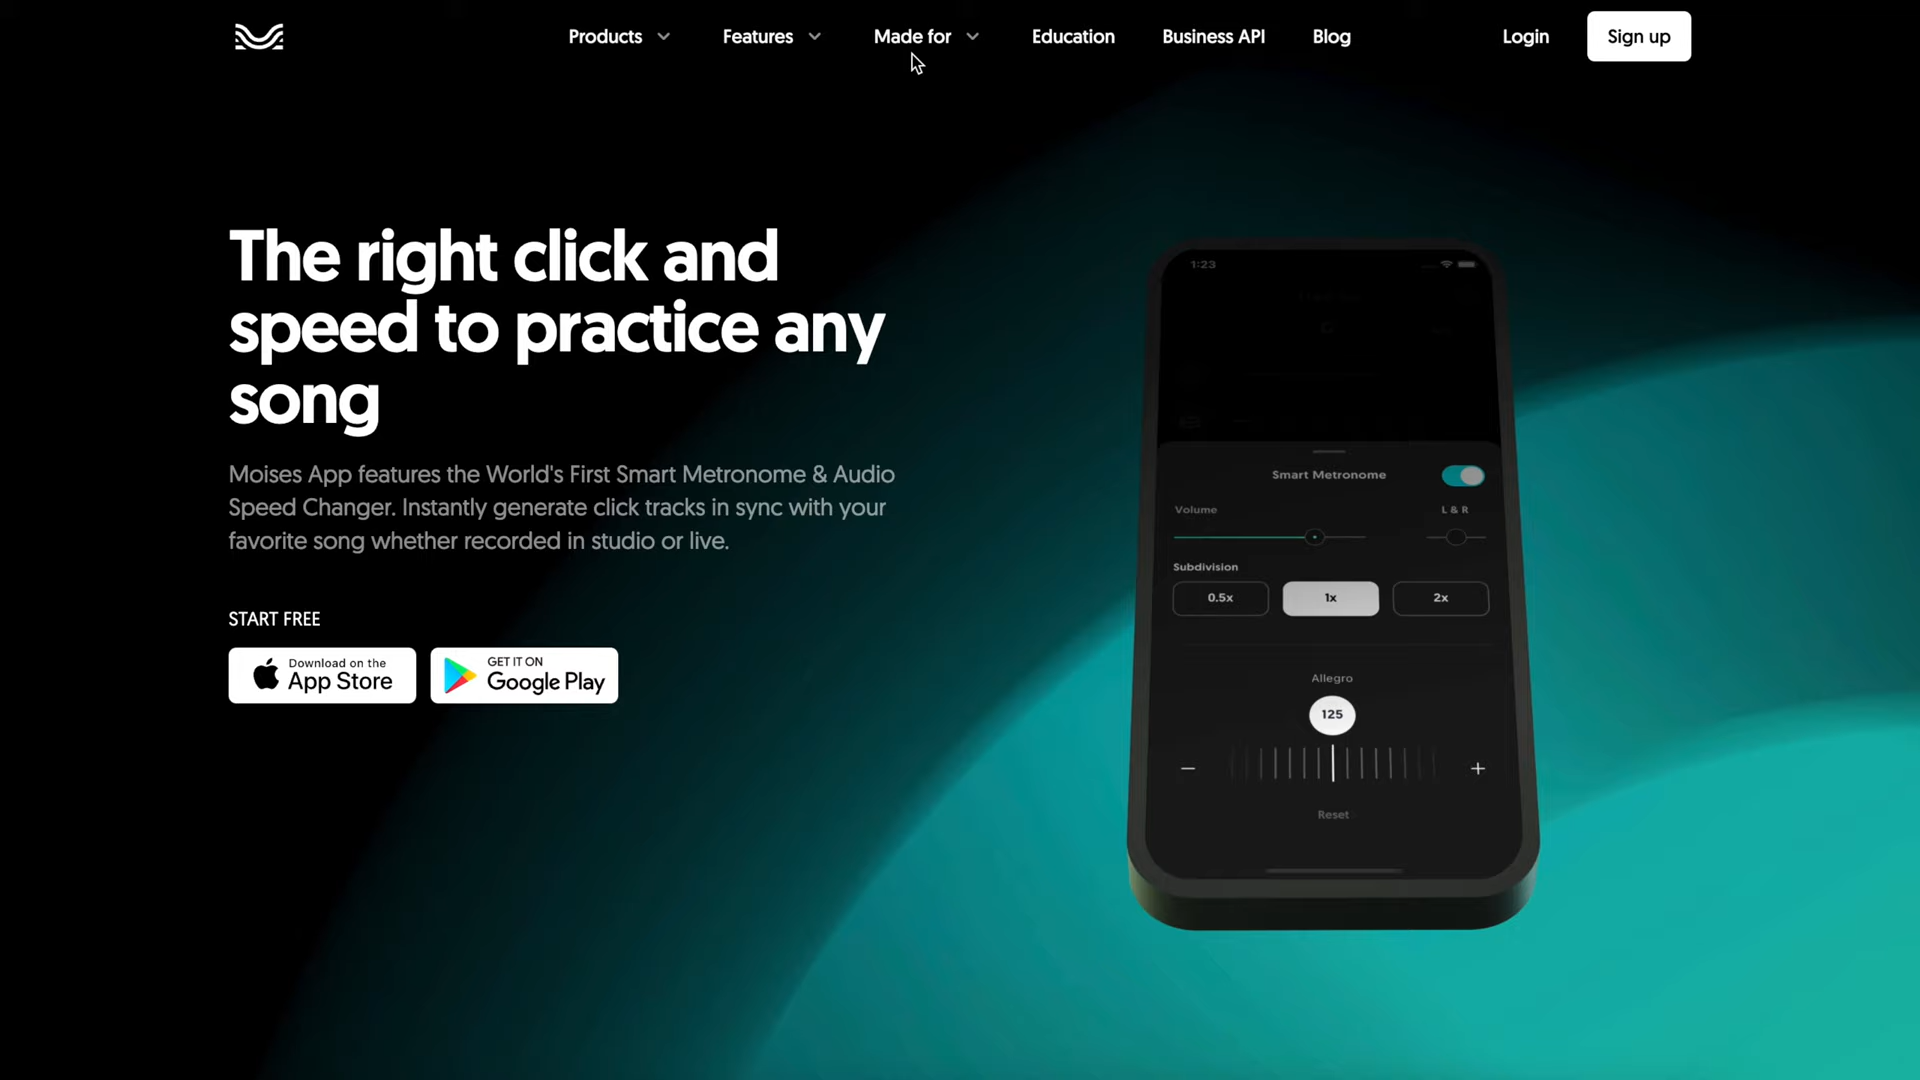 Products
Features
Made for
Education
Business API
Blog
Login
Sign up
The right click and
speed to practice any
song
Moises App features the World's First Smart Metronome & Audio
Speed Changer. Instantly generate click tracks in sync with your
favorite song whether recorded in studio or live.
START FREE
Download on the
App Store
GET IT ON
Google Play
1:23
Smart Metronome
Volume
L & R
Subdivision
0.5x
1x
2x
Allegro
125
Reset